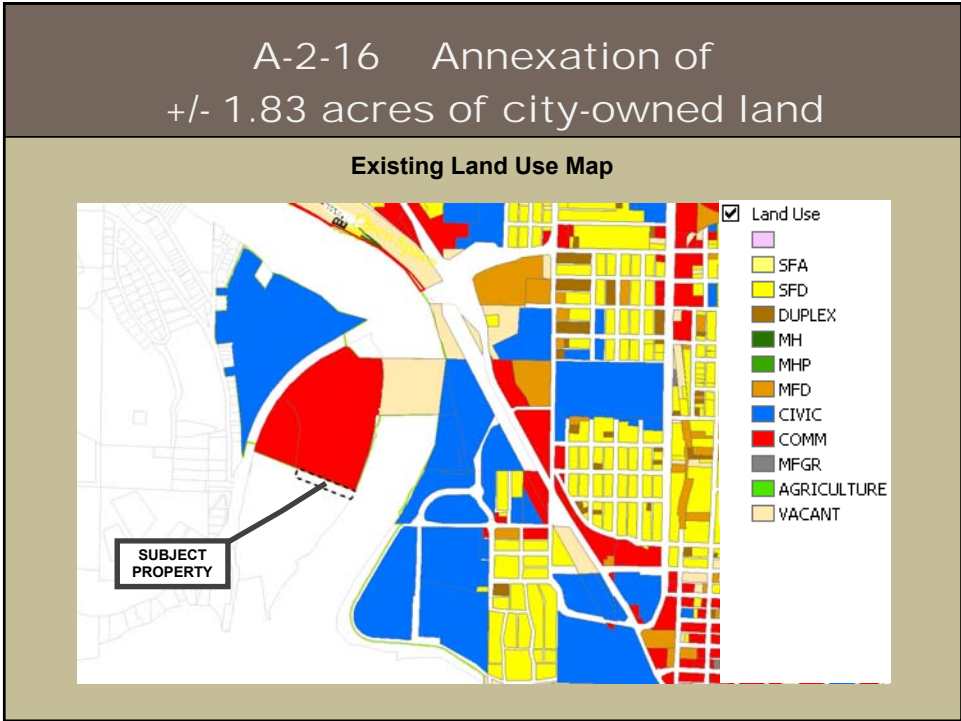 A-2-16 Annexation of
+/- 1.83 acres of city-owned land
Existing Land Use Map
Land Use
SFA
SFD
DUPLEX
MH
MHP
MFD
CIVIC
COMM
MFGR
AGRICULTURE
VACANT
SUBJECT
PROPERTY